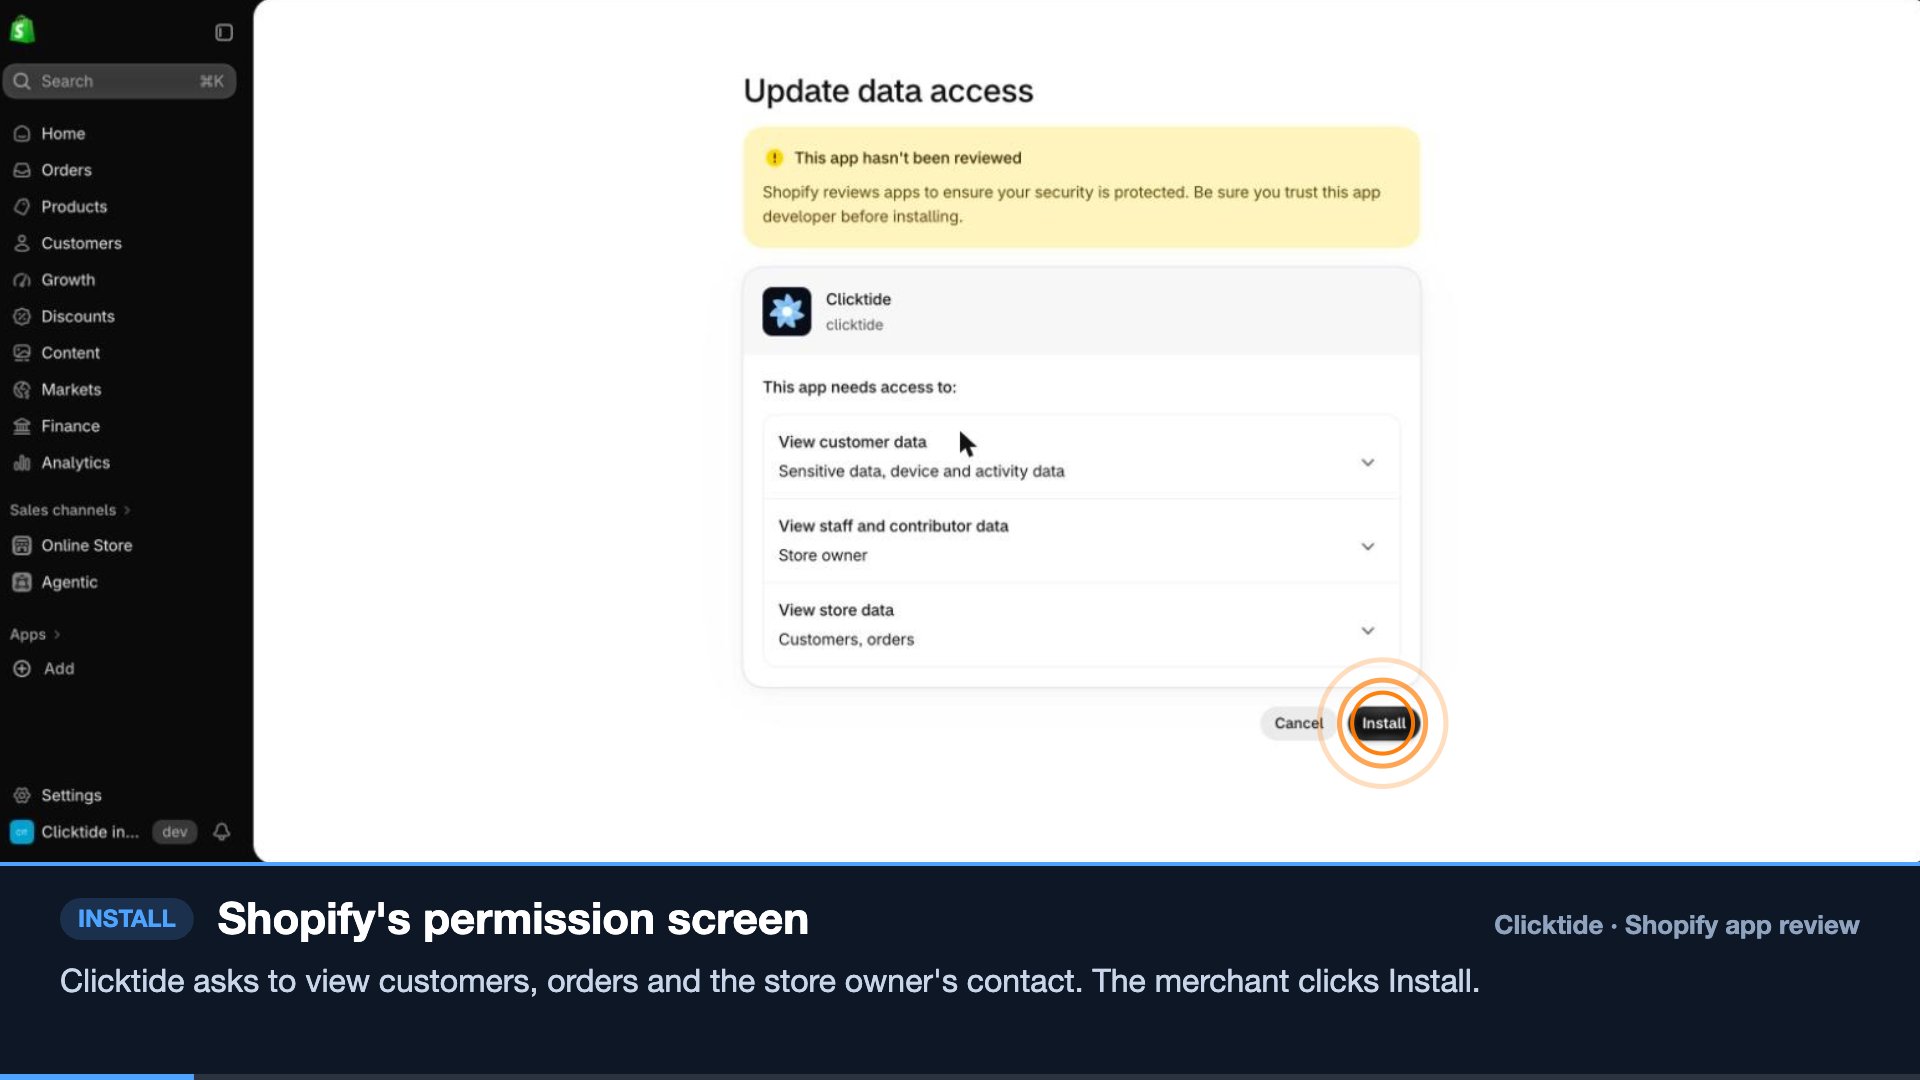 Search ⌘K
Home
Orders
Products
Customers
Growth
Discounts
Content
Markets
Finance
Analytics
Sales channels
Online Store
Agentic
Apps
Add
Settings
Clicktide in... dev
Update data access
This app hasn't been reviewed
Shopify reviews apps to ensure your security is protected. Be sure you trust this app
developer before installing.
Clicktide
clicktide
This app needs access to:
View customer data
Sensitive data, device and activity data
View staff and contributor data
Store owner
View store data
Customers, orders
Cancel Install
INSTALL Shopify's permission screen
Clicktide · Shopify app review
Clicktide asks to view customers, orders and the store owner's contact. The merchant clicks Install.